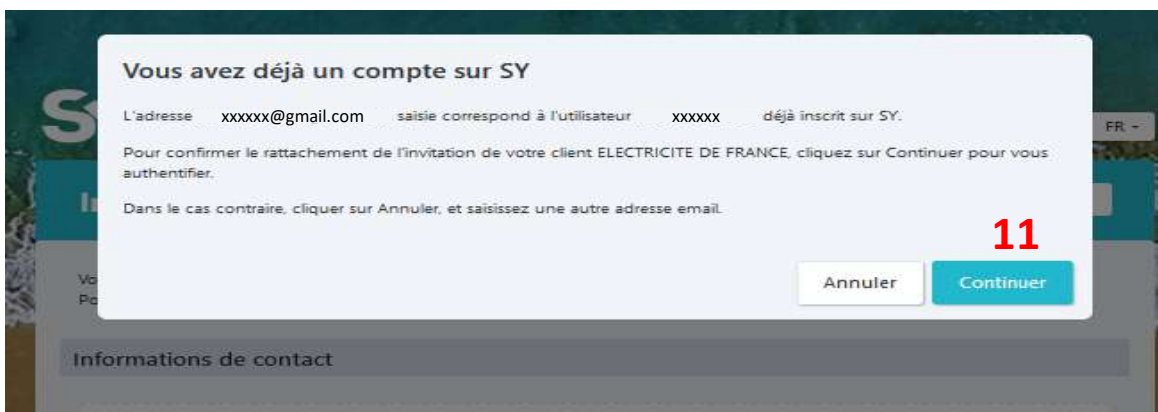 Vous avez déjà un compte sur SY
L'adresse xxxxxx@gmail.com saisie correspond à l'utilisateur xxxxxx déjà inscrit sur SY.
FR
Pour confirmer le rattachement de l'invitation de votre client ELECTRICITE DE FRANCE, cliquez sur Continuer pour vous
authentifier.
Dans le cas contraire, cliquer sur Annuler, et saisissez une autre adresse email.
11
Annuler Continuer
Informations de contact